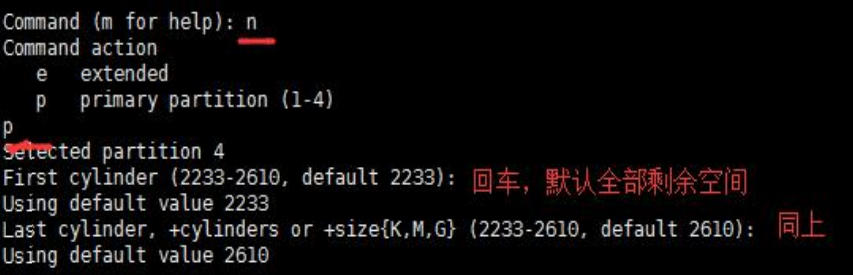 Command (m for help): n
Command action
e   extended
p   primary partition (1-4)
p
Selected partition 4
First cylinder (2233-2610, default 2233): 回车，默认全部剩余空间
Using default value 2233
Last cylinder, +cylinders or +size{K,M,G} (2233-2610, default 2610): 同上
Using default value 2610